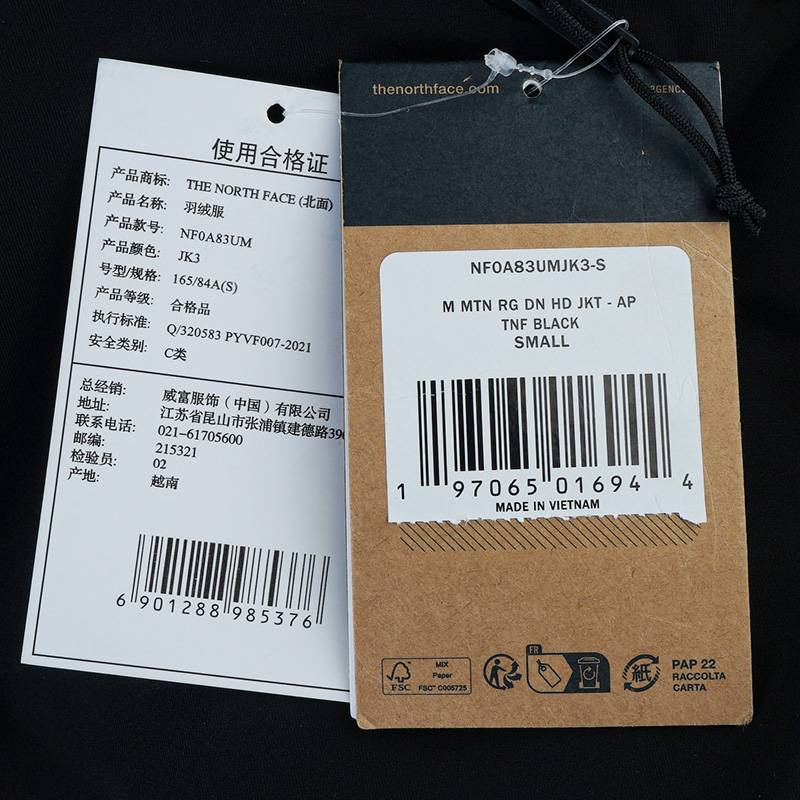 使用合格证
产品商标: THE NORTH FACE (北面)
产品名称: 羽绒服
产品款号: NF0A83UM
产品颜色: JK3
号型/规格: 165/84A(S)
产品等级: 合格品
执行标准: Q/320583 PYVF007-2021
安全类别: C类
总经销: 威富服饰（中国）有限公司
地址: 江苏省昆山市张浦镇建德路390
联系电话: 021-61705600
邮编: 215321
检验员: 02
产地: 越南
6 901288 985376
thenorthface.com
NF0A83UMJK3-S
M MTN RG DN HD JKT - AP
TNF BLACK
SMALL
1 97065 01694 4
MADE IN VIETNAM
FSC
MIX
Paper
FSC™ C005725
FR
紙
PAP 22
RACCOLTA
CARTA